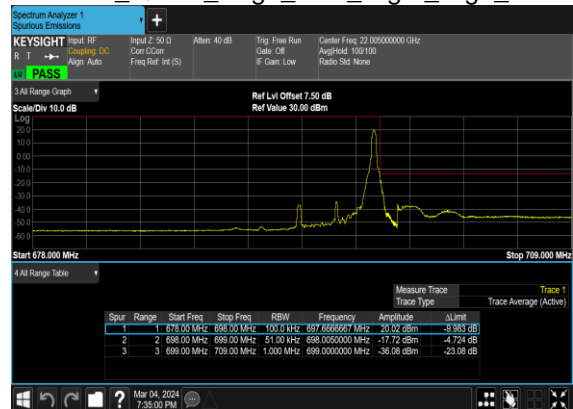 Spectrum Analyzer 1
Spurious Emissions
+
KEYSIGHT
R T
LXI
PASS
Input: RF
Coupling: DC
Align: Auto
Input Z: 50 Ω
Corr CCorr
Freq Ref: Int (S)
Atten: 40 dB
Trig: Free Run
Gate: Off
IF Gain: Low
Center Freq: 22.005000000 GHz
Avg|Hold: 100/100
Radio Std: None
3 All Range Graph
Scale/Div 10.0 dB
Ref Lvl Offset 7.50 dB
Ref Value 30.00 dBm
Log
20.0
10.0
0.00
-10.0
-20.0
-30.0
-40.0
-50.0
-60.0
Start 678.000 MHz
Stop 709.000 MHz
4 All Range Table
Measure Trace Trace 1
Trace Type Trace Average (Active)
Spur Range Start Freq Stop Freq RBW Frequency Amplitude ΔLimit
1 1 678.00 MHz 698.00 MHz 100.0 kHz 697.6666667 MHz 20.02 dBm -9.983 dB
2 2 698.00 MHz 699.00 MHz 51.00 kHz 698.0050000 MHz -17.72 dBm -4.724 dB
3 3 699.00 MHz 709.00 MHz 1.000 MHz 699.0000000 MHz -36.08 dBm -23.08 dB
?
Mar 04, 2024
7:35:00 PM